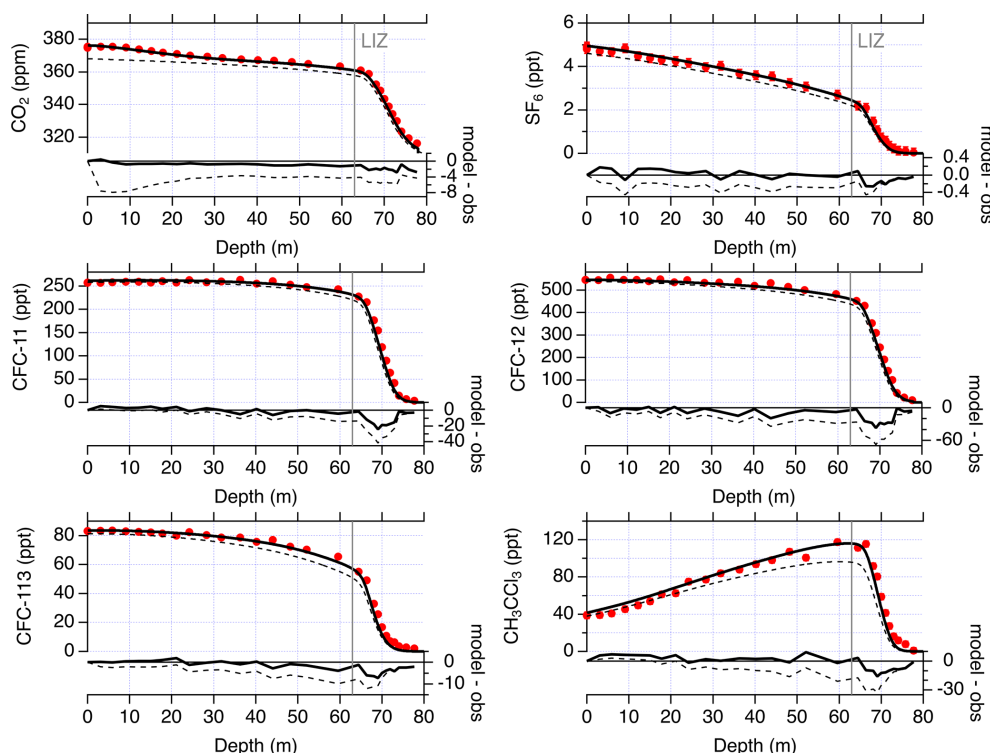 380
360
340
320
CO2 (ppm)
LIZ
0
-4
-8
model - obs
0 10 20 30 40 50 60 70 80
Depth (m)
6
4
2
0
SF6 (ppt)
LIZ
0.4
0.0
-0.4
model - obs
0 10 20 30 40 50 60 70 80
Depth (m)
250
200
150
100
50
0
CFC-11 (ppt)
0
-20
-40
model - obs
0 10 20 30 40 50 60 70 80
Depth (m)
500
400
300
200
100
0
CFC-12 (ppt)
0
-60
model - obs
0 10 20 30 40 50 60 70 80
Depth (m)
80
60
40
20
0
CFC-113 (ppt)
0
-10
model - obs
0 10 20 30 40 50 60 70 80
Depth (m)
120
80
40
0
CH3CCl3 (ppt)
0
-30
model - obs
0 10 20 30 40 50 60 70 80
Depth (m)